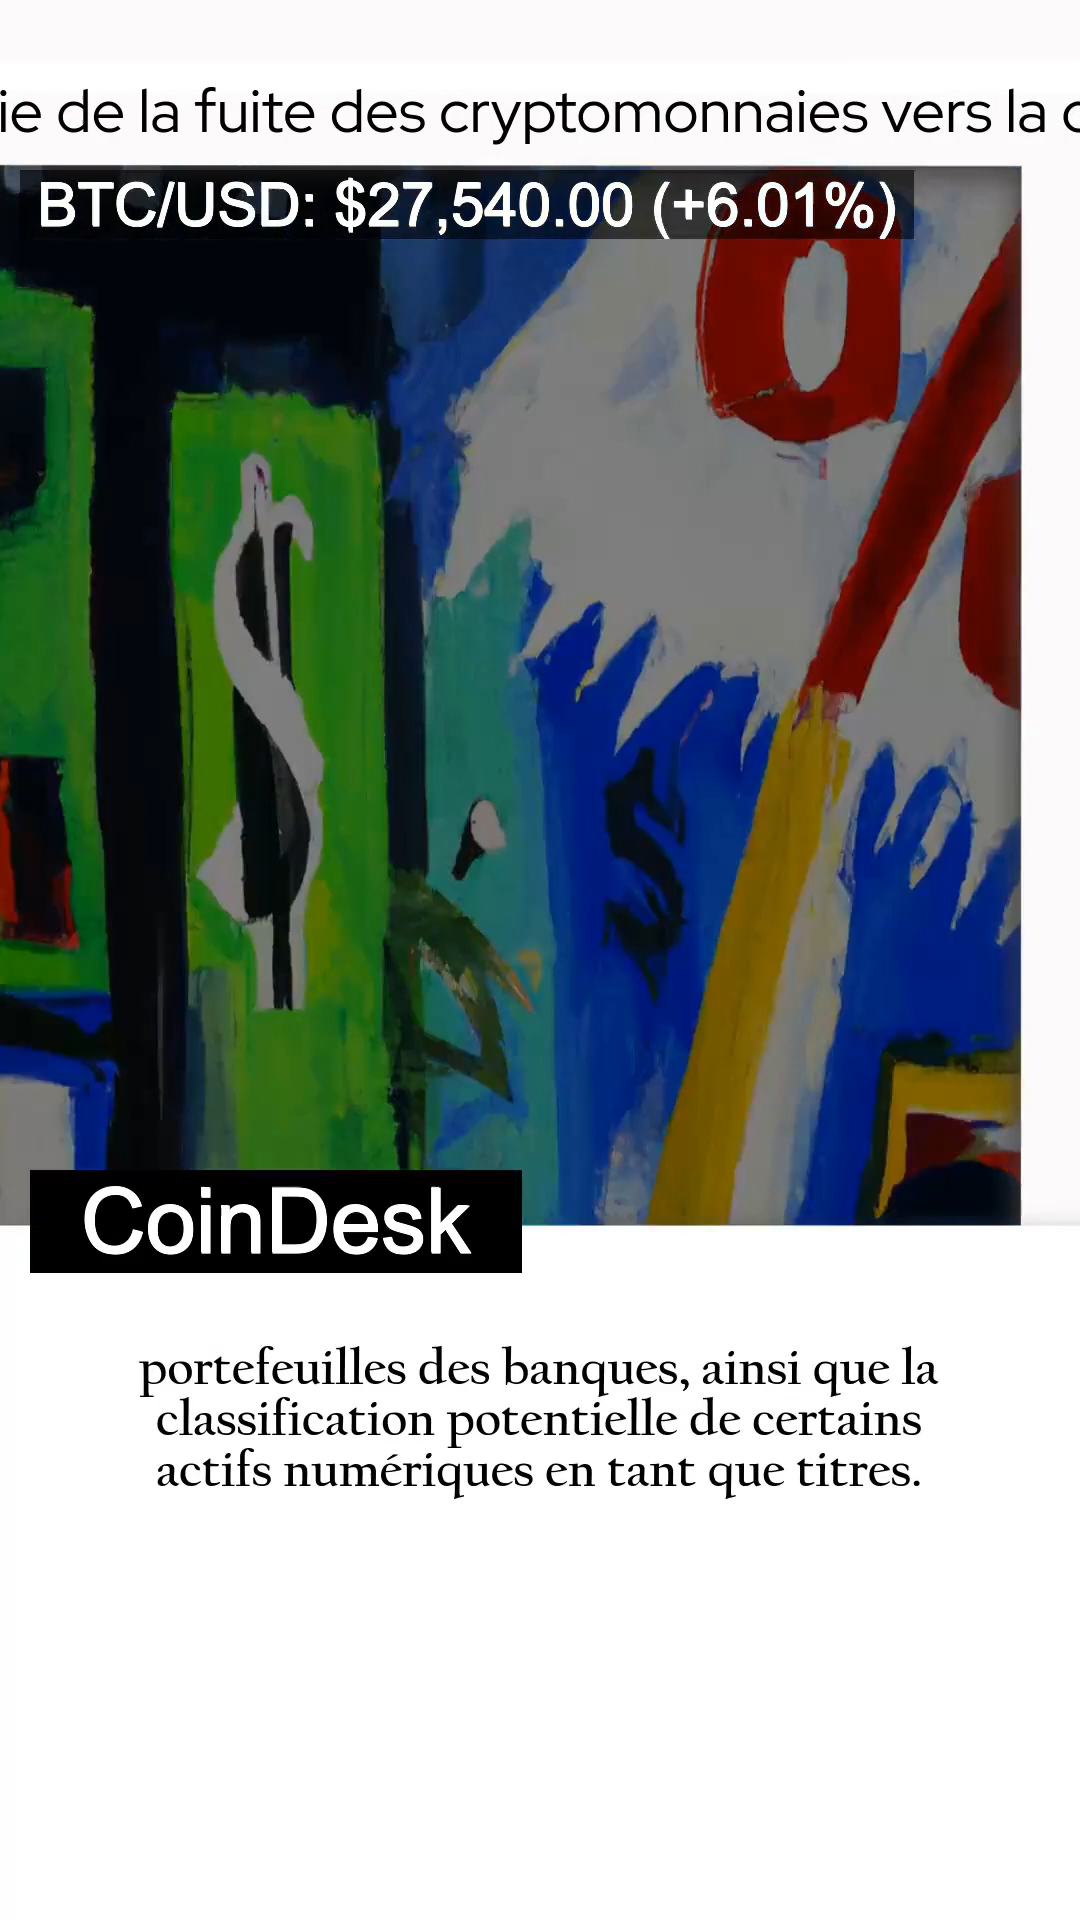 de la fuite des cryptomonnaies vers la
BTC/USD: $27,540.00 (+6.01%)
CoinDesk
portefeuilles des banques, ainsi que la
classification potentielle de certains
actifs numériques en tant que titres.